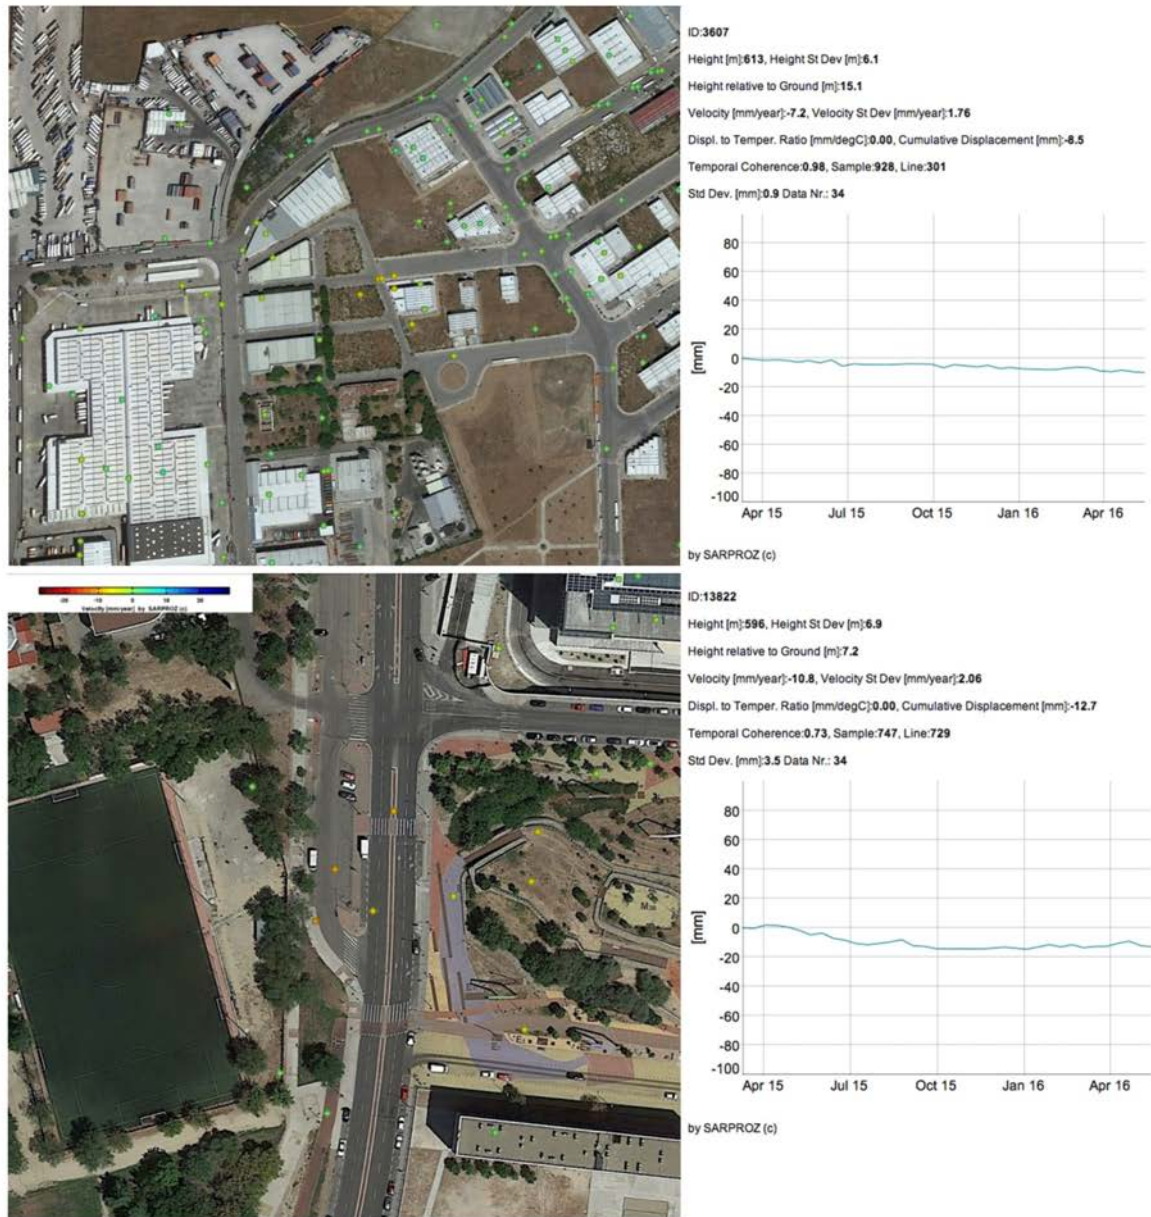 ID:3607
Height [m]:613, Height St Dev [m]:6.1
Height relative to Ground [m]:15.1
Velocity [mm/year]:-7.2, Velocity St Dev [mm/year]:1.76
Displ. to Temper. Ratio [mm/degC]:0.00, Cumulative Displacement [mm]:-8.5
Temporal Coherence:0.98, Sample:928, Line:301
Std Dev. [mm]:0.9 Data Nr.: 34
80
60
40
20
0
-20
-40
-60
-80
-100
[mm]
Apr 15 Jul 15 Oct 15 Jan 16 Apr 16
by SARPROZ (c)
-20 -10 0 10 20
Velocity [mm/year] by SARPROZ (c)
ID:13822
Height [m]:596, Height St Dev [m]:6.9
Height relative to Ground [m]:7.2
Velocity [mm/year]:-10.8, Velocity St Dev [mm/year]:2.06
Displ. to Temper. Ratio [mm/degC]:0.00, Cumulative Displacement [mm]:-12.7
Temporal Coherence:0.73, Sample:747, Line:729
Std Dev. [mm]:3.5 Data Nr.: 34
80
60
40
20
0
-20
-40
-60
-80
-100
[mm]
Apr 15 Jul 15 Oct 15 Jan 16 Apr 16
by SARPROZ (c)